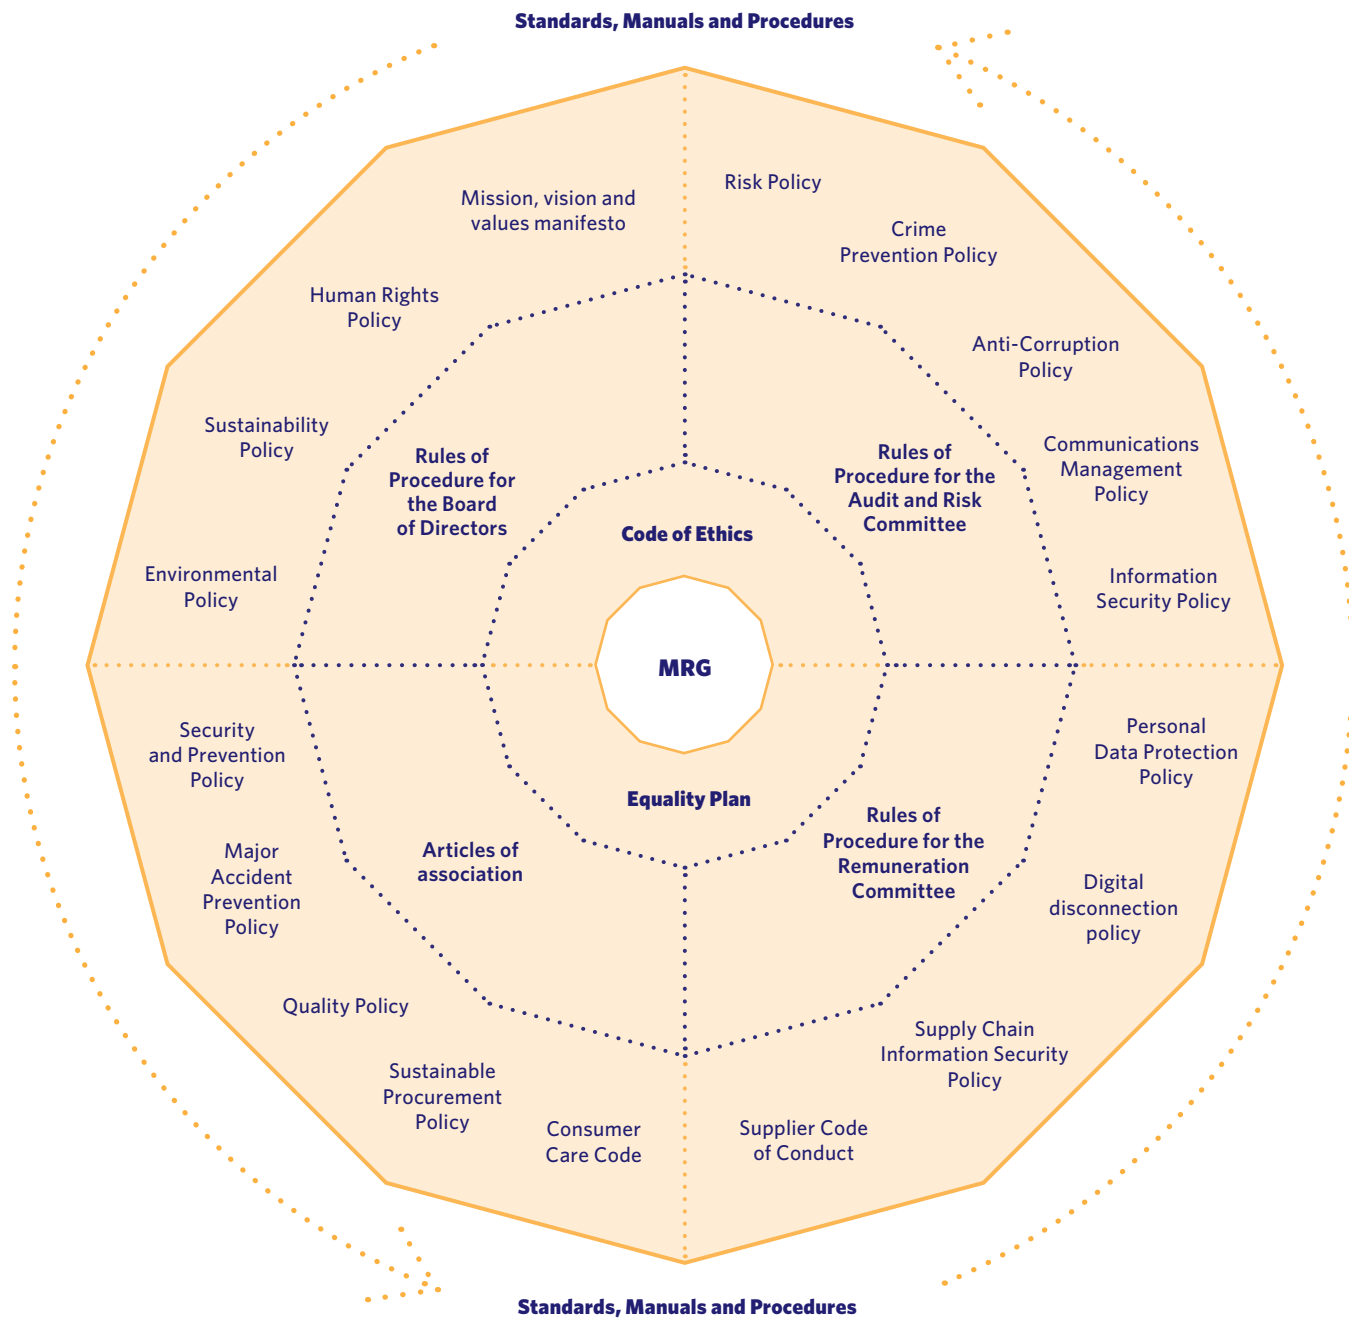 Standards, Manuals and Procedures
Risk Policy
Mission, vision and
values manifesto
Crime
Prevention Policy
Human Rights
Policy
Anti-Corruption
Policy
Sustainability
Policy
Communications
Management
Policy
Rules of
Procedure for
the Board
of Directors
Rules of
Procedure for the
Audit and Risk
Committee
Code of Ethics
Environmental
Policy
Information
Security Policy
MRG
Security
and Prevention
Policy
Personal
Data Protection
Policy
Equality Plan
Articles of
association
Rules of
Procedure for the
Remuneration
Committee
Major
Accident
Prevention
Policy
Digital
disconnection
policy
Quality Policy
Supply Chain
Information Security
Policy
Sustainable
Procurement
Policy
Consumer
Care Code
Supplier Code
of Conduct
Standards, Manuals and Procedures